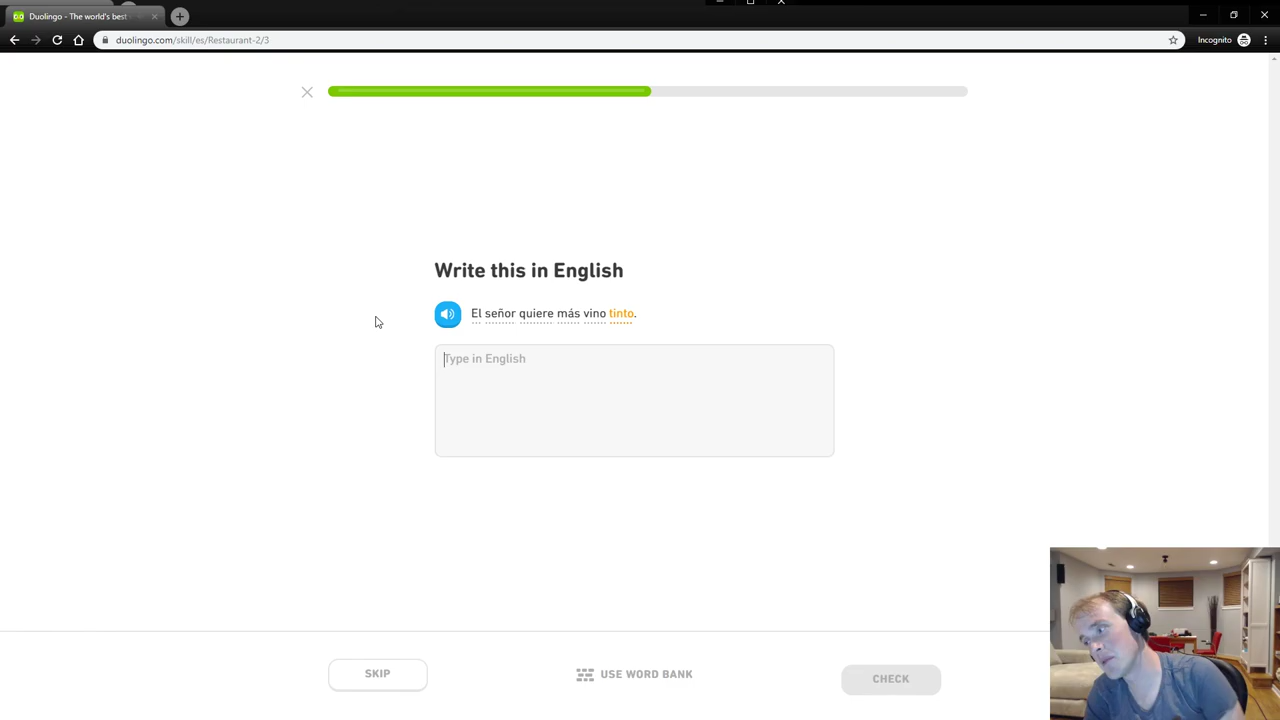 Duolingo - The world's best
duolingo.com/skill/es/Restaurant-2/3
Incognito
Write this in English
El señor quiere más vino tinto.
Type in English
SKIP
USE WORD BANK
CHECK